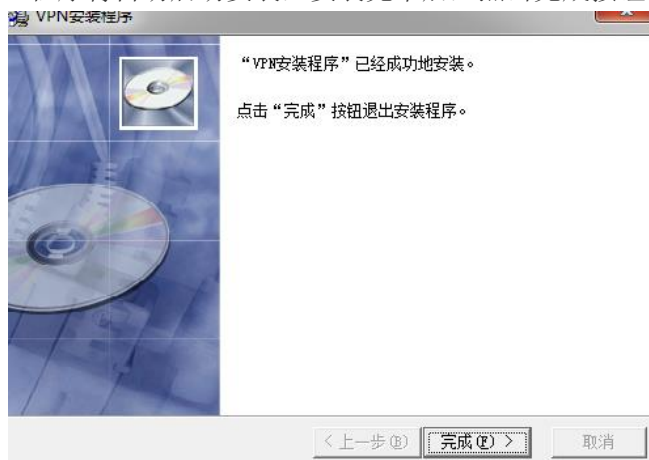 VPN安装程序
“VPN安装程序”已经成功地安装。
点击“完成”按钮退出安装程序。
< 上一步(B)
完成(F) >
取消